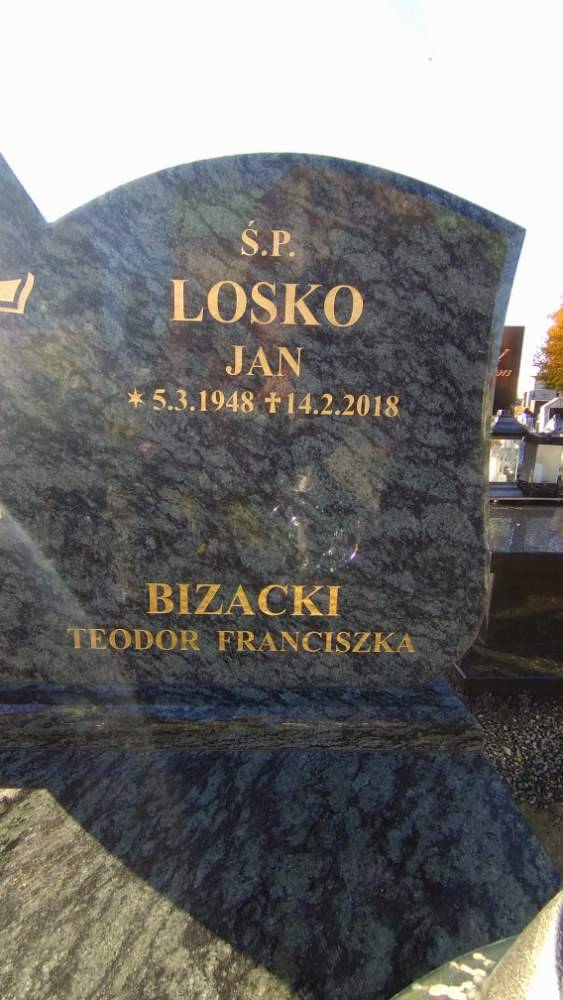 Ś.P.
LOSKO
JAN
✶ 5.3.1948 ✝ 14.2.2018
BIZACKI
TEODOR FRANCISZKA